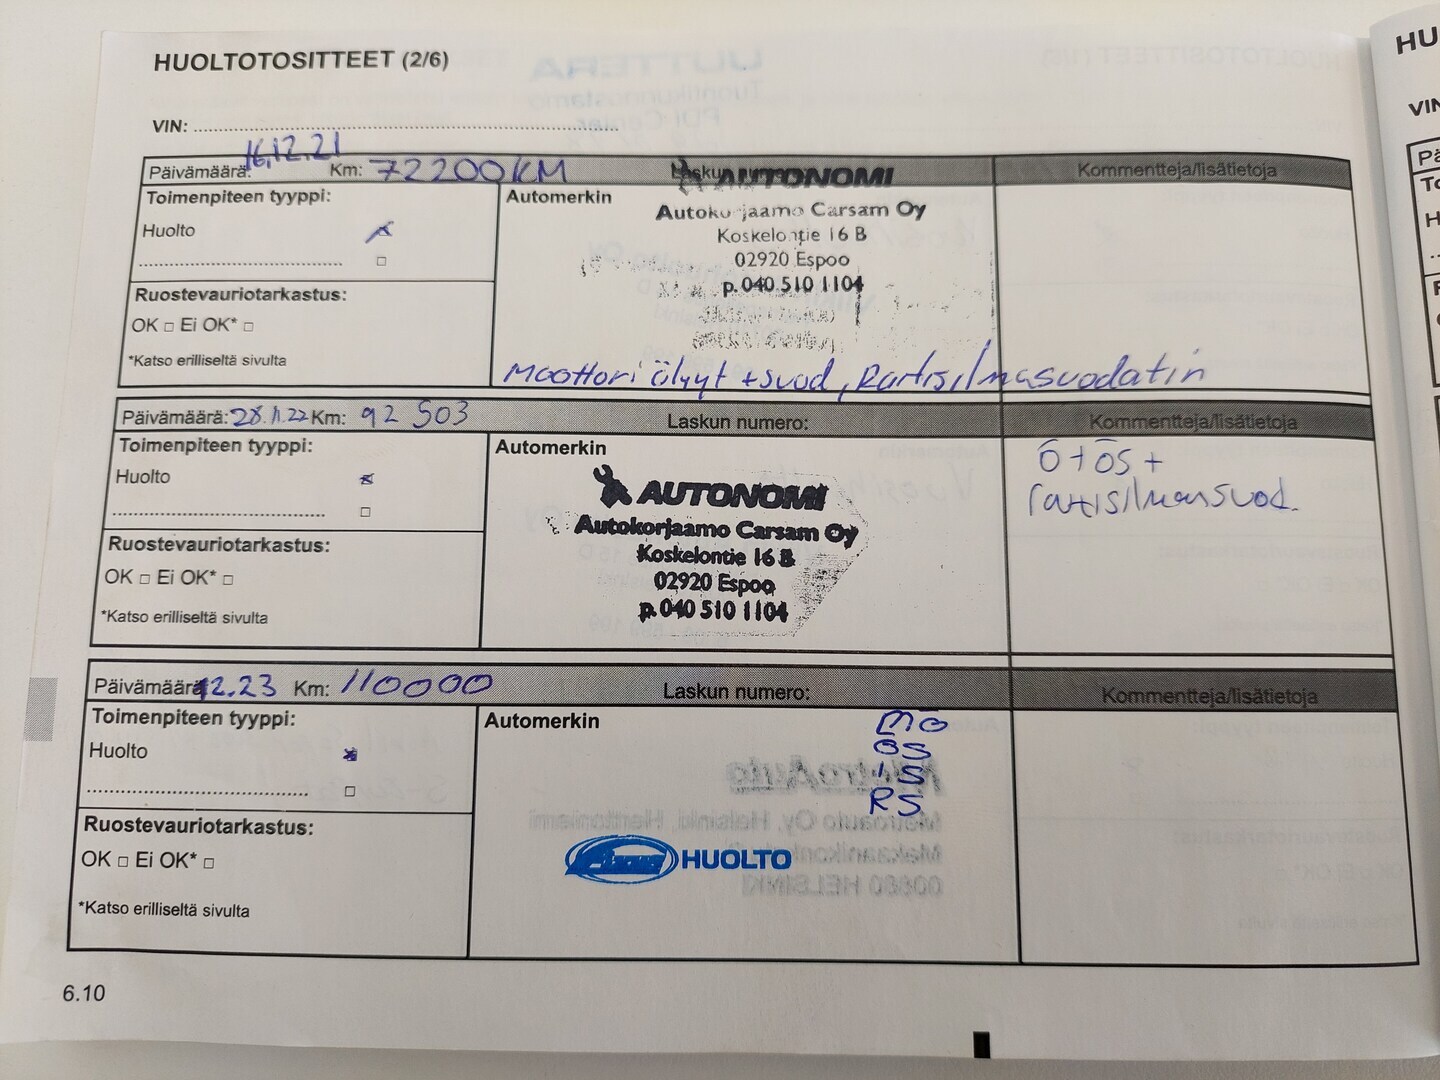 HUOLTOTOSITTEET (2/6)
VIN:
Päivämäärä: 16.12.21 Km: 72200KM Laskun numero: Kommentteja/lisätietoja
Toimenpiteen tyyppi:
Huolto
Ruostevauriotarkastus:
OK □ Ei OK* □
*Katso erilliseltä sivulta
Automerkin
AUTONOMI
Autokorjaamo Carsam Oy
Koskelontie 16 B
02920 Espoo
p. 040 510 1104
Moottoriöljyt + suod, Raitisilmasuodatin
Päivämäärä: 28.11.22 Km: 92 503 Laskun numero: Kommentteja/lisätietoja
Toimenpiteen tyyppi:
Huolto
Ruostevauriotarkastus:
OK □ Ei OK* □
*Katso erilliseltä sivulta
Automerkin
AUTONOMI
Autokorjaamo Carsam Oy
Koskelontie 16 B
02920 Espoo
p. 040 510 1104
Ö + ÖS +
raitisilmansuod.
Päivämäärä 12.23 Km: 110000 Laskun numero: Kommentteja/lisätietoja
Toimenpiteen tyyppi:
Huolto
Ruostevauriotarkastus:
OK □ Ei OK* □
*Katso erilliseltä sivulta
Automerkin
MÖ
ÖS
IS
RS
HUOLTO
6.10
HU
VIN